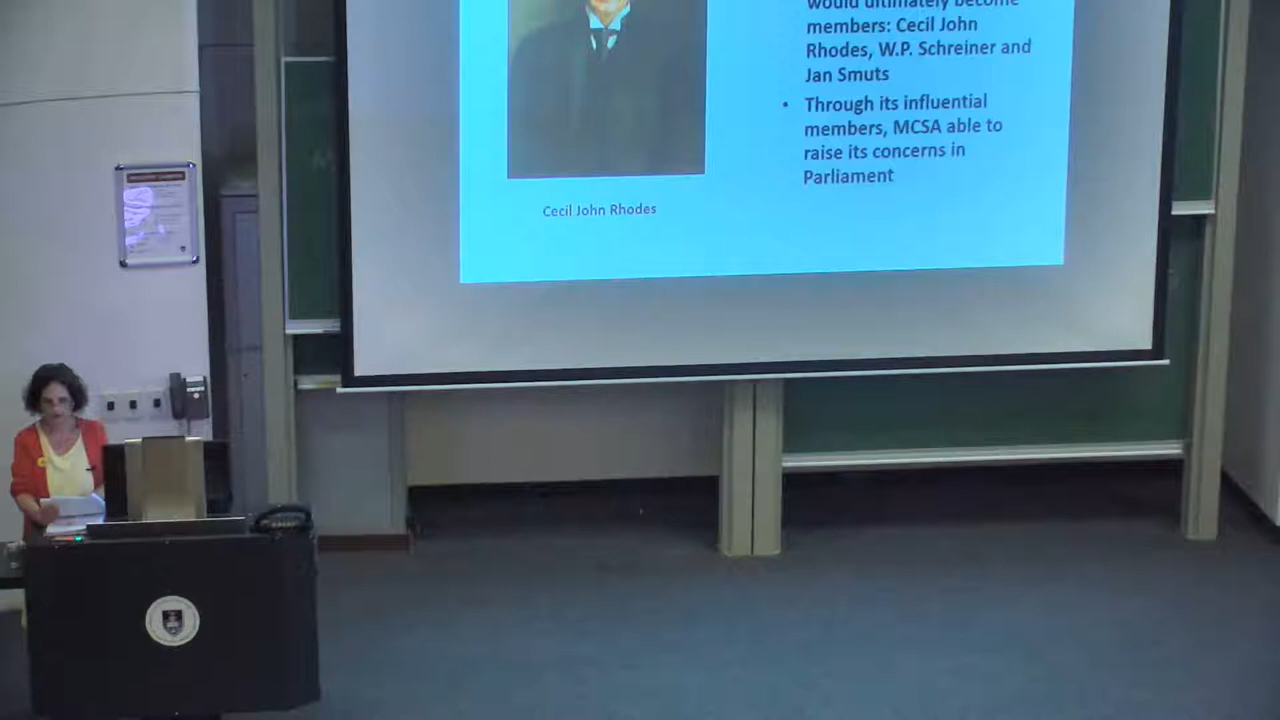 would ultimately become
members: Cecil John
Rhodes, W.P. Schreiner and
Jan Smuts
• Through its influential
members, MCSA able to
raise its concerns in
Parliament
Cecil John Rhodes